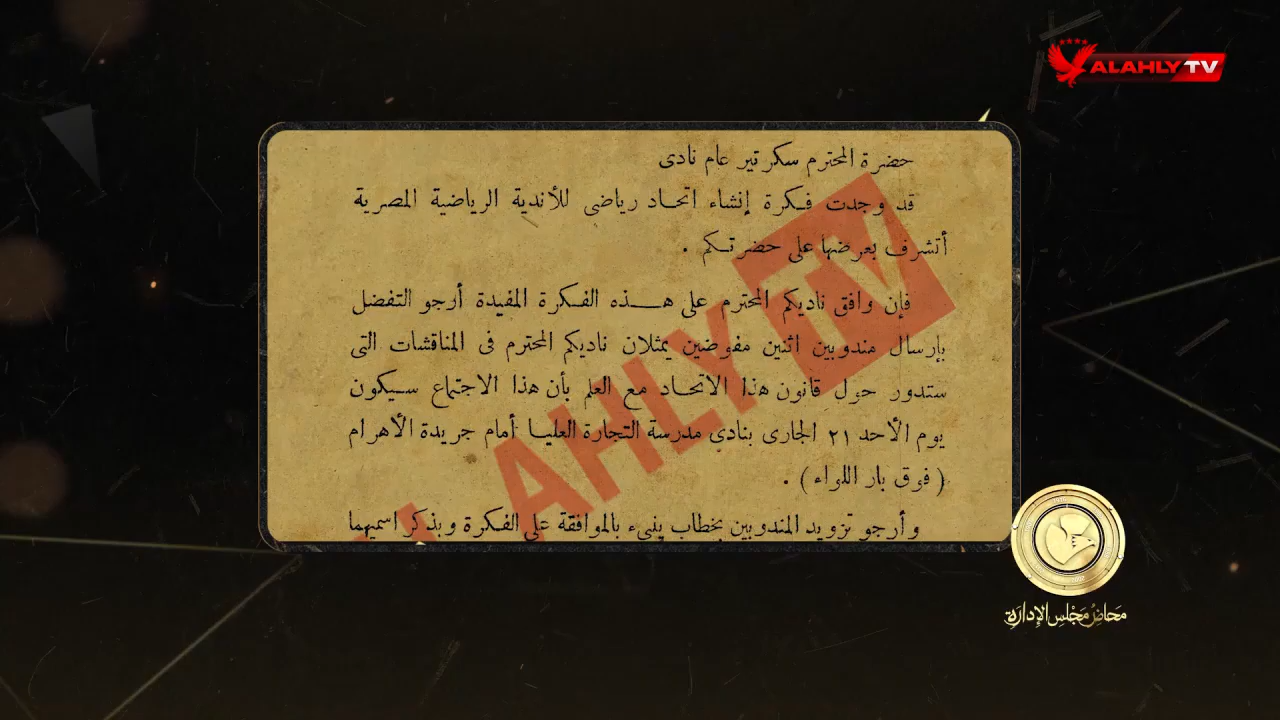 ALAHLY TV
حضرة المحترم سكرتير عام نادى
قد وجدت فكرة إنشاء اتحاد رياضى للأندية الرياضية المصرية
أتشرف بعرضها على حضرتكم .
فإن وافق ناديكم المحترم على هذه الفكرة المفيدة أرجو التفضل
بإرسال مندوبين اثنين مفوضين يمثلان ناديكم المحترم فى المناقشات التى
ستدور حول قانون هذا الاتحاد مع العلم بأن هذا الاجتماع سيكون
يوم الأحد ٢١ الجارى بنادى مدرسة التجارة العليا أمام جريدة الأهرام
( فوق بار اللواء ) .
وأرجو تزويد المندوبين بخطاب ينبىء بالموافقة على الفكرة وبذكر اسميهما
AHLY TV
محاضر مجلس الإدارة